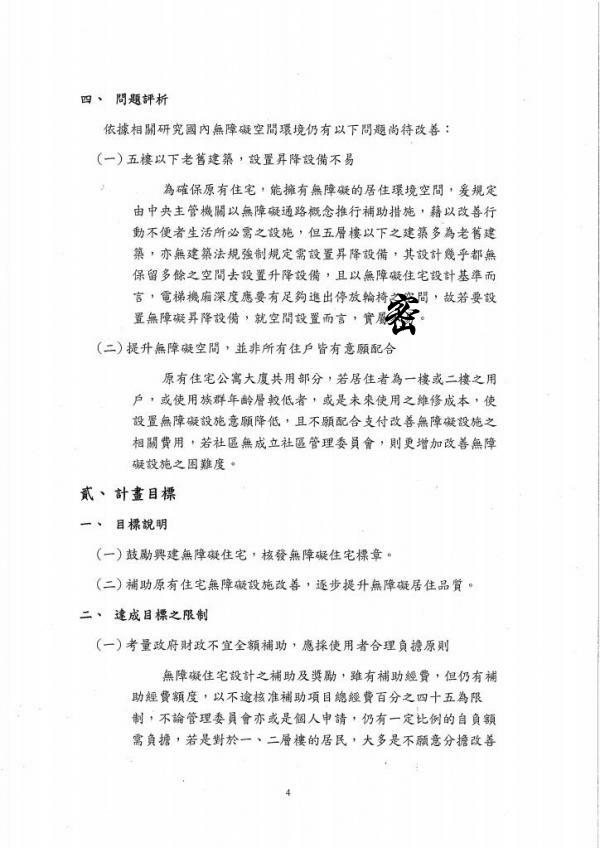 四、 問題評析
依據相關研究國內無障礙空間環境仍有以下問題尚待改善：
(一)五樓以下老舊建築，設置昇降設備不易
為確保原有住宅，能擁有無障礙的居住環境空間，爰規定
由中央主管機關以無障礙通路概念推行補助措施，藉以改善行
動不便者生活所必需之設施，但五層樓以下之建築多為老舊建
築，亦無建築法規強制規定需設置昇降設備，其設計幾乎都無
保留多餘之空間去設置升降設備，且以無障礙住宅設計基準而
言，電梯機廂深度應要有足夠進出停放輪椅之空間，故若要設
置無障礙昇降設備，就空間設置而言，實屬。
密
(二)提升無障礙空間，並非所有住戶皆有意願配合
原有住宅公寓大廈共用部分，若居住者為一樓或二樓之用
戶，或使用族群年齡層較低者，或是未來使用之維修成本，使
設置無障礙設施意願降低，且不願配合支付改善無障礙設施之
相關費用，若社區無成立社區管理委員會，則更增加改善無障
礙設施之困難度。
貳、計畫目標
一、 目標說明
(一)鼓勵興建無障礙住宅，核發無障礙住宅標章。
(二)補助原有住宅無障礙設施改善，逐步提升無障礙居住品質。
二、 達成目標之限制
(一)考量政府財政不宜全額補助，應採使用者合理負擔原則
無障礙住宅設計之補助及獎勵，雖有補助經費，但仍有補
助經費額度，以不逾核准補助項目總經費百分之四十五為限
制，不論管理委員會亦或是個人申請，仍有一定比例的自負額
需負擔，若是對於一、二層樓的居民，大多是不願意分擔改善
4